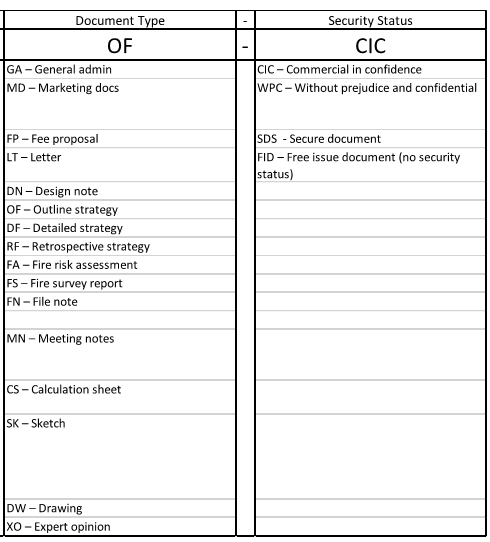 Document Type - Security Status
OF - CIC
GA – General admin CIC – Commercial in confidence
MD – Marketing docs WPC – Without prejudice and confidential
FP – Fee proposal SDS - Secure document
LT – Letter FID – Free issue document (no security
status)
DN – Design note
OF – Outline strategy
DF – Detailed strategy
RF – Retrospective strategy
FA – Fire risk assessment
FS – Fire survey report
FN – File note
MN – Meeting notes
CS – Calculation sheet
SK – Sketch
DW – Drawing
XO – Expert opinion